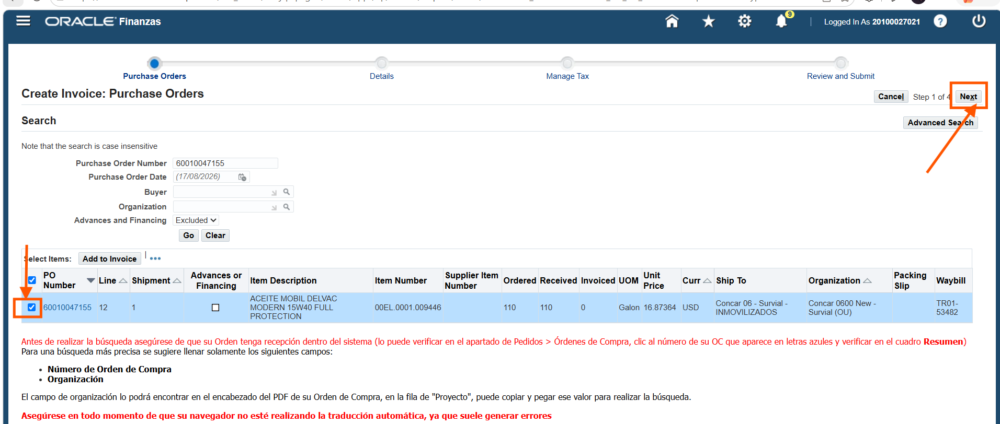 ORACLE Finanzas
9
Logged In As 20100027021
?
Purchase Orders
Details
Manage Tax
Review and Submit
Create Invoice: Purchase Orders
Cancel
Step 1 of 4
Next
Search
Advanced Search
Note that the search is case insensitive
Purchase Order Number 60010047155
Purchase Order Date (17/08/2026)
Buyer
Organization
Advances and Financing Excluded
Go Clear
Select Items: Add to Invoice | •••
PO Number Line Shipment Advances or Financing Item Description Item Number Supplier Item Number Ordered Received Invoiced UOM Unit Price Curr Ship To Organization Packing Slip Waybill
60010047155 12 1 ACEITE MOBIL DELVAC MODERN 15W40 FULL PROTECTION 00EL.0001.009446 110 110 0 Galon 16.87364 USD Concar 06 - Survial - INMOVILIZADOS Concar 0600 New - Survial (OU) TR01-53482
Antes de realizar la búsqueda asegúrese de que su Orden tenga recepción dentro del sistema (lo puede verificar en el apartado de Pedidos > Órdenes de Compra, clic al número de su OC que aparece en letras azules y verificar en el cuadro Resumen)
Para una búsqueda más precisa se sugiere llenar solamente los siguientes campos:
• Número de Orden de Compra
• Organización
El campo de organización lo podrá encontrar en el encabezado del PDF de su Orden de Compra, en la fila de "Proyecto", puede copiar y pegar ese valor para realizar la búsqueda.
Asegúrese en todo momento de que su navegador no esté realizando la traducción automática, ya que suele generar errores